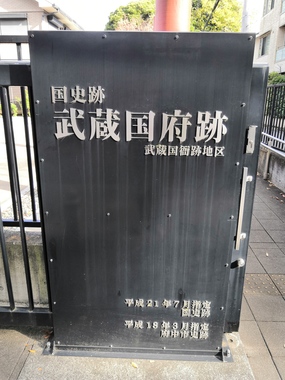 国史跡
武蔵国府跡
武蔵国衙跡地区
平成21年7月指定
国史跡
平成18年3月指定
府中市史跡